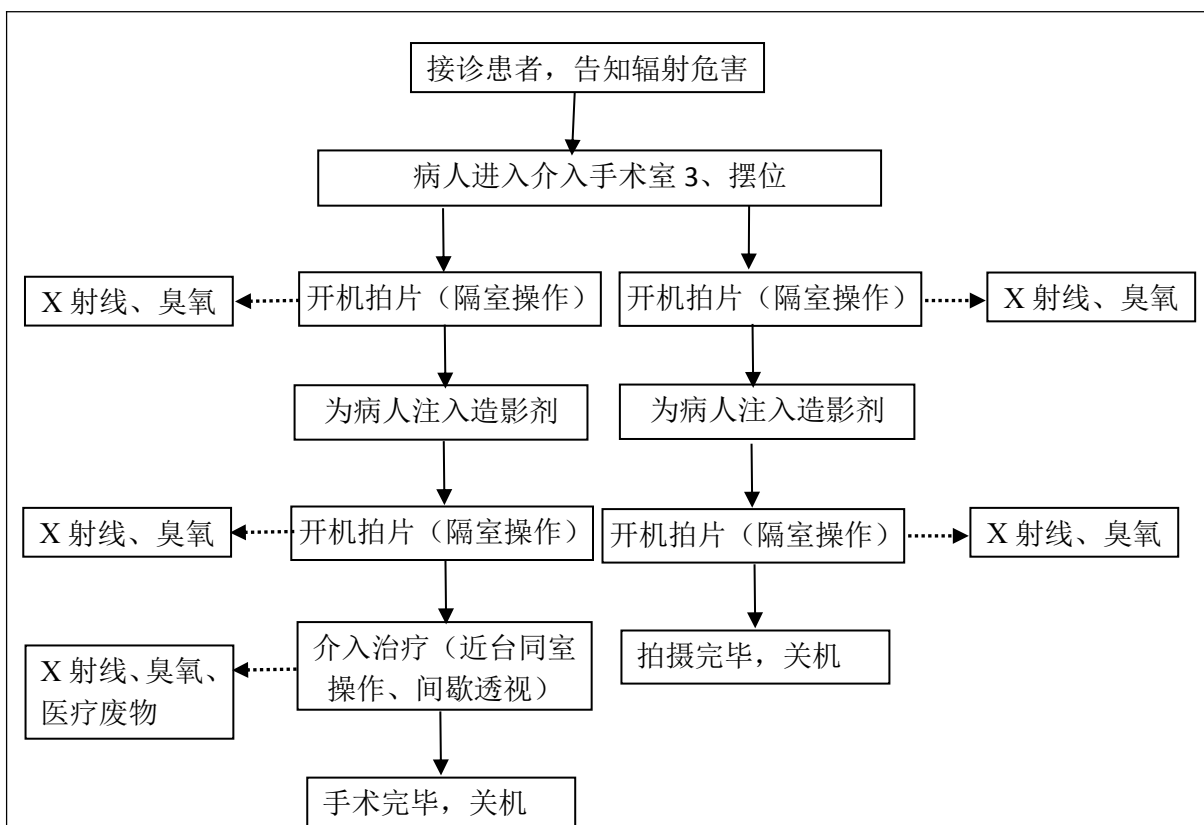 接诊患者，告知辐射危害
病人进入介入手术室 3、摆位
X 射线、臭氧
开机拍片（隔室操作）
开机拍片（隔室操作）
X 射线、臭氧
为病人注入造影剂
为病人注入造影剂
X 射线、臭氧
开机拍片（隔室操作）
开机拍片（隔室操作）
X 射线、臭氧
X 射线、臭氧、
医疗废物
介入治疗（近台同室
操作、间歇透视）
拍摄完毕，关机
手术完毕，关机